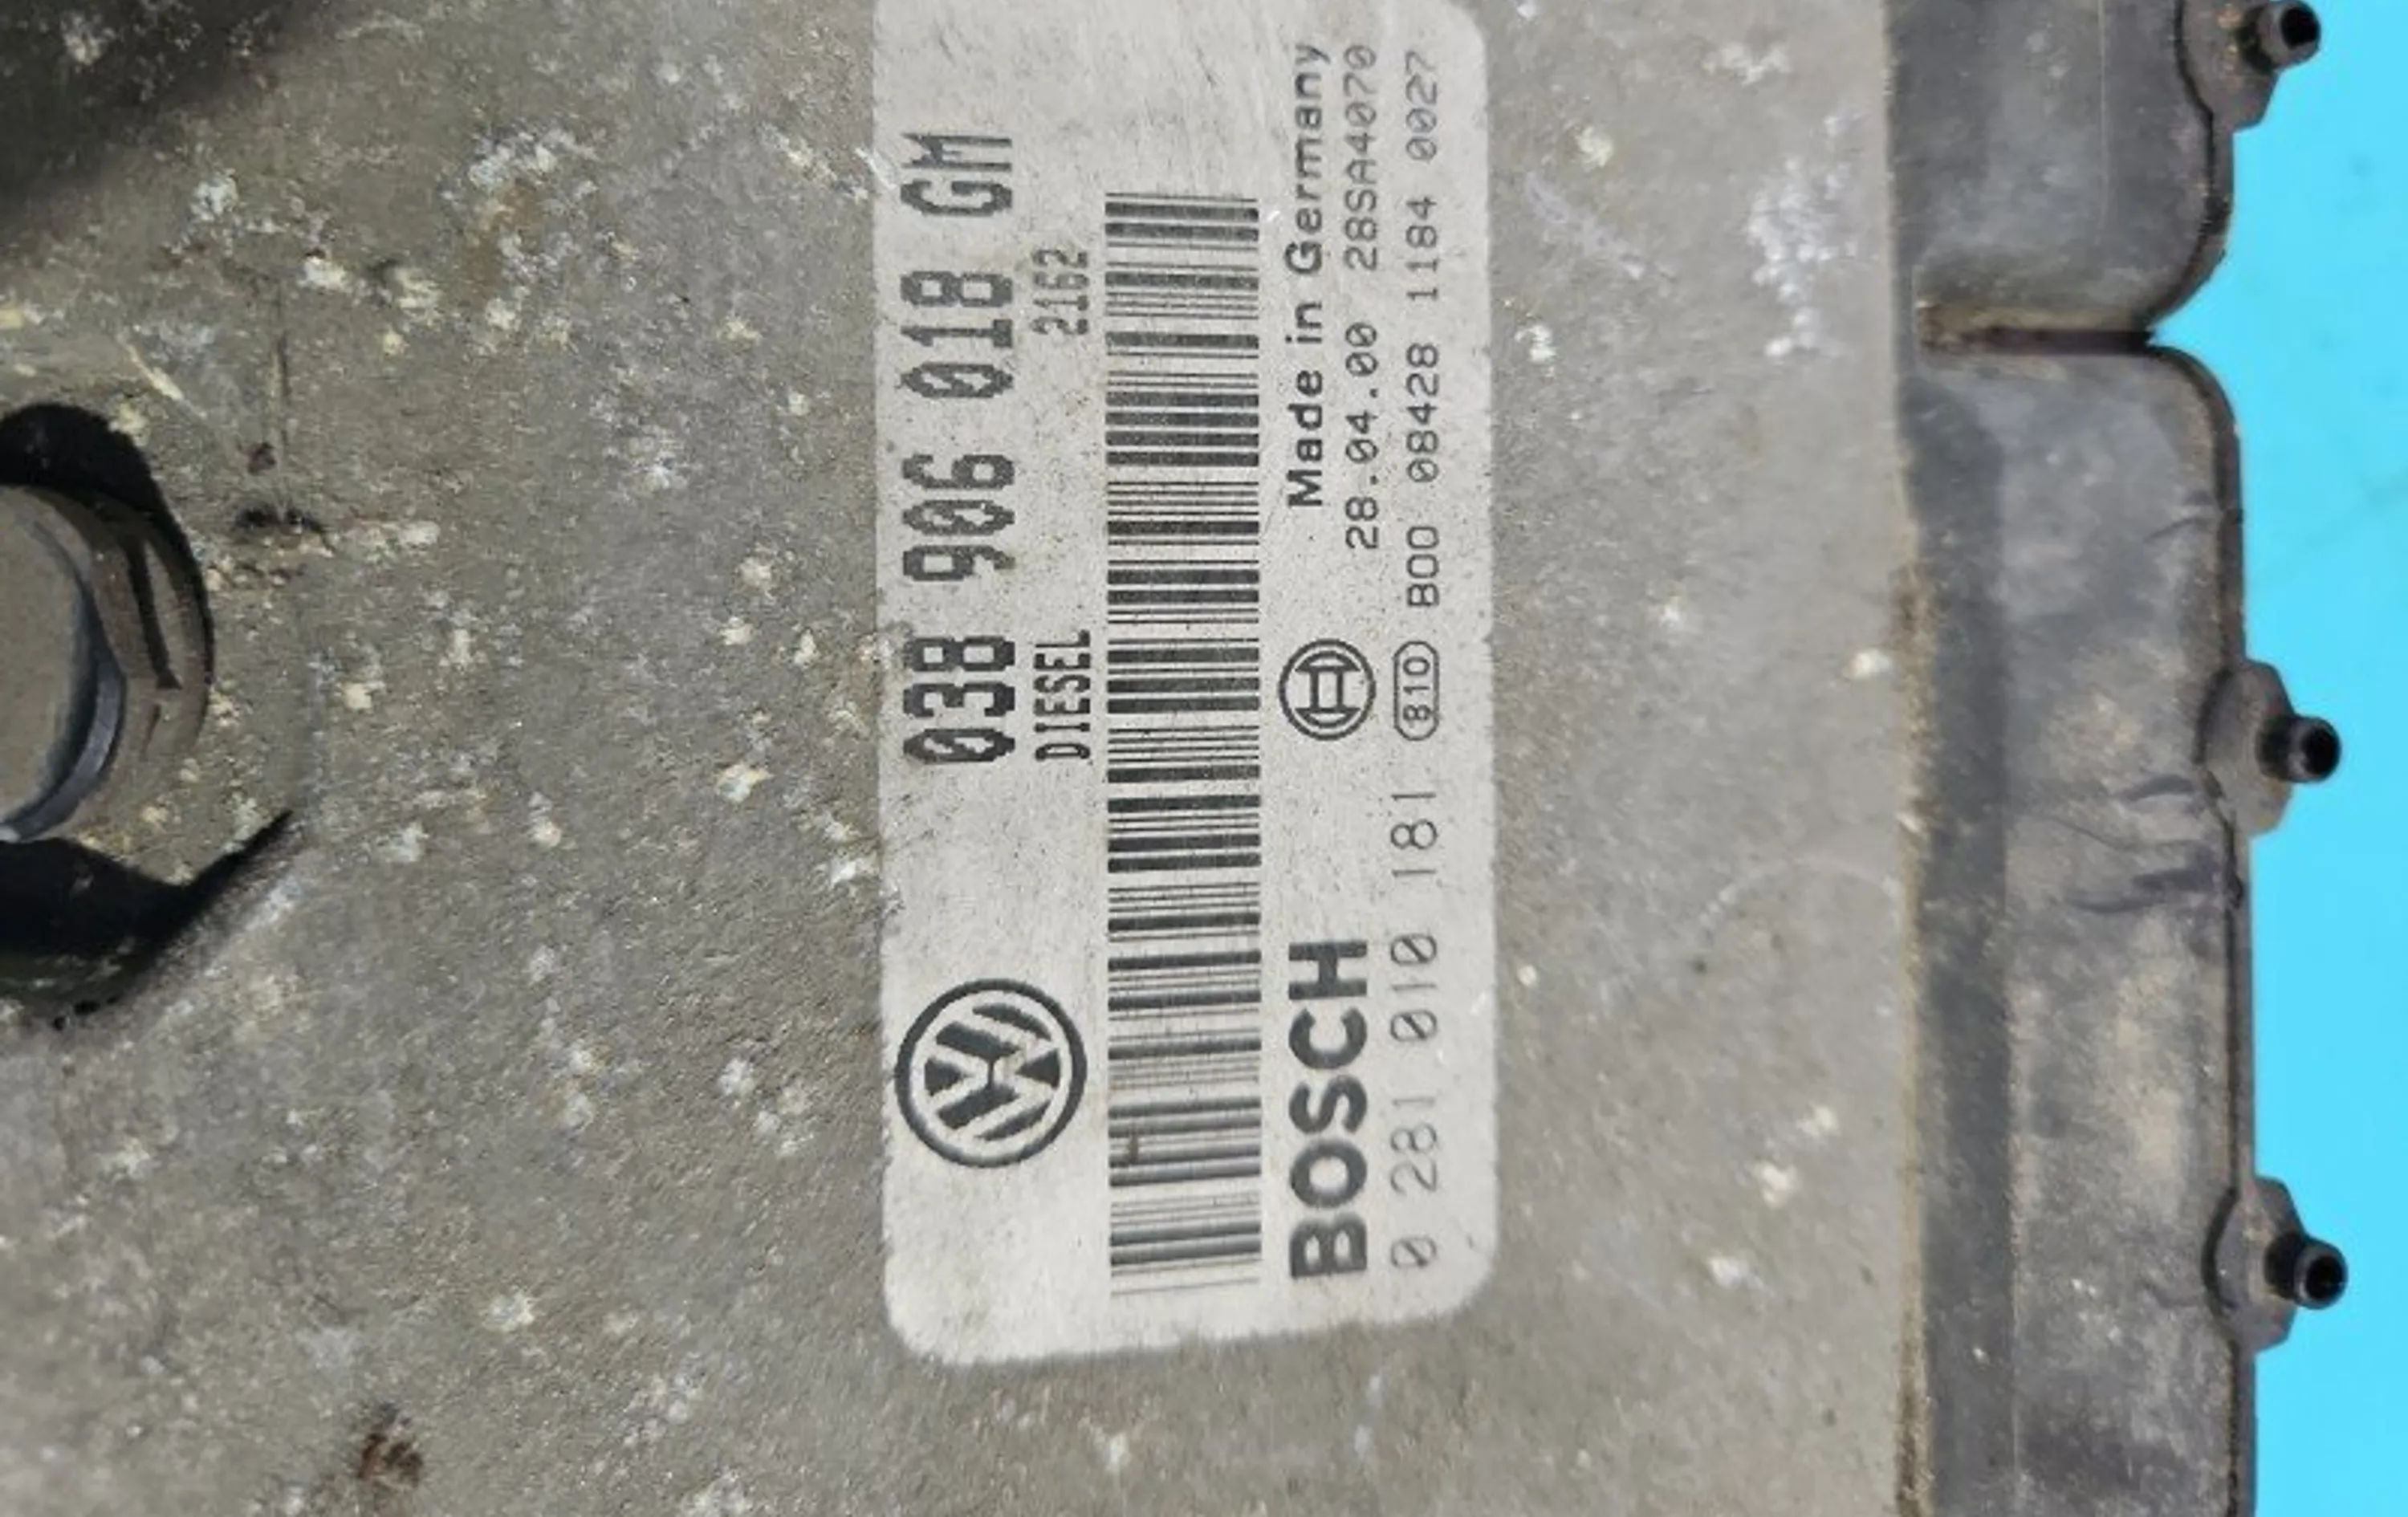 038 906 018 GM
DIESEL 2162
Made in Germany
BOSCH 28.04.00 28SA4070
0 281 010 181 810 B00 08428 1184 0027